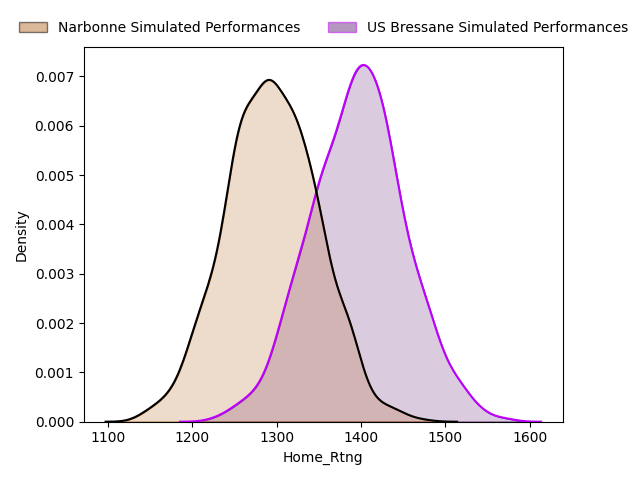 Narbonne Simulated Performances US Bressane Simulated Performances
0.007
0.006
0.005
0.004
0.003
0.002
0.001
0.000
Density
1100 1200 1300 1400 1500 1600
Home_Rtng